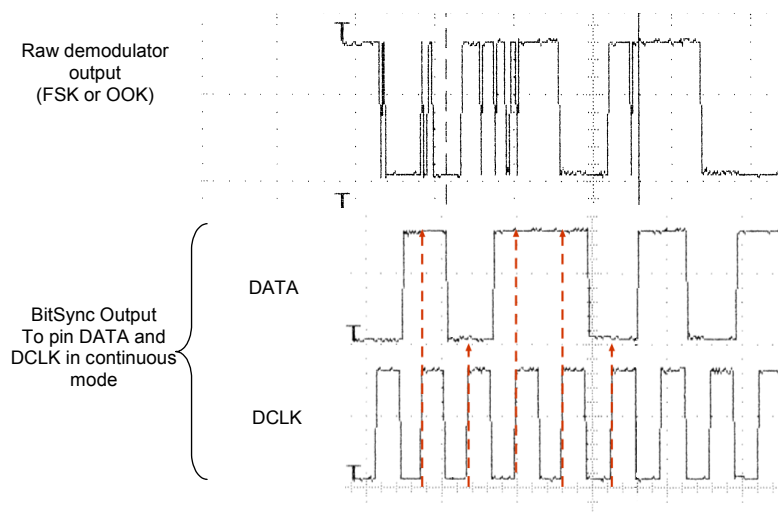 Raw demodulator
output
(FSK or OOK)
BitSync Output
To pin DATA and
DCLK in continuous
mode
DATA
DCLK